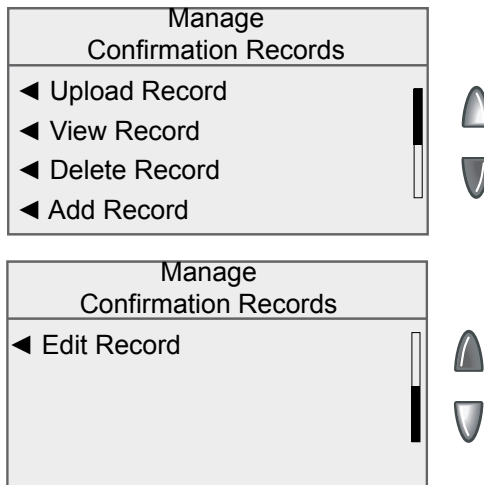 Manage
Confirmation Records
◄ Upload Record
◄ View Record
◄ Delete Record
◄ Add Record
Manage
Confirmation Records
◄ Edit Record